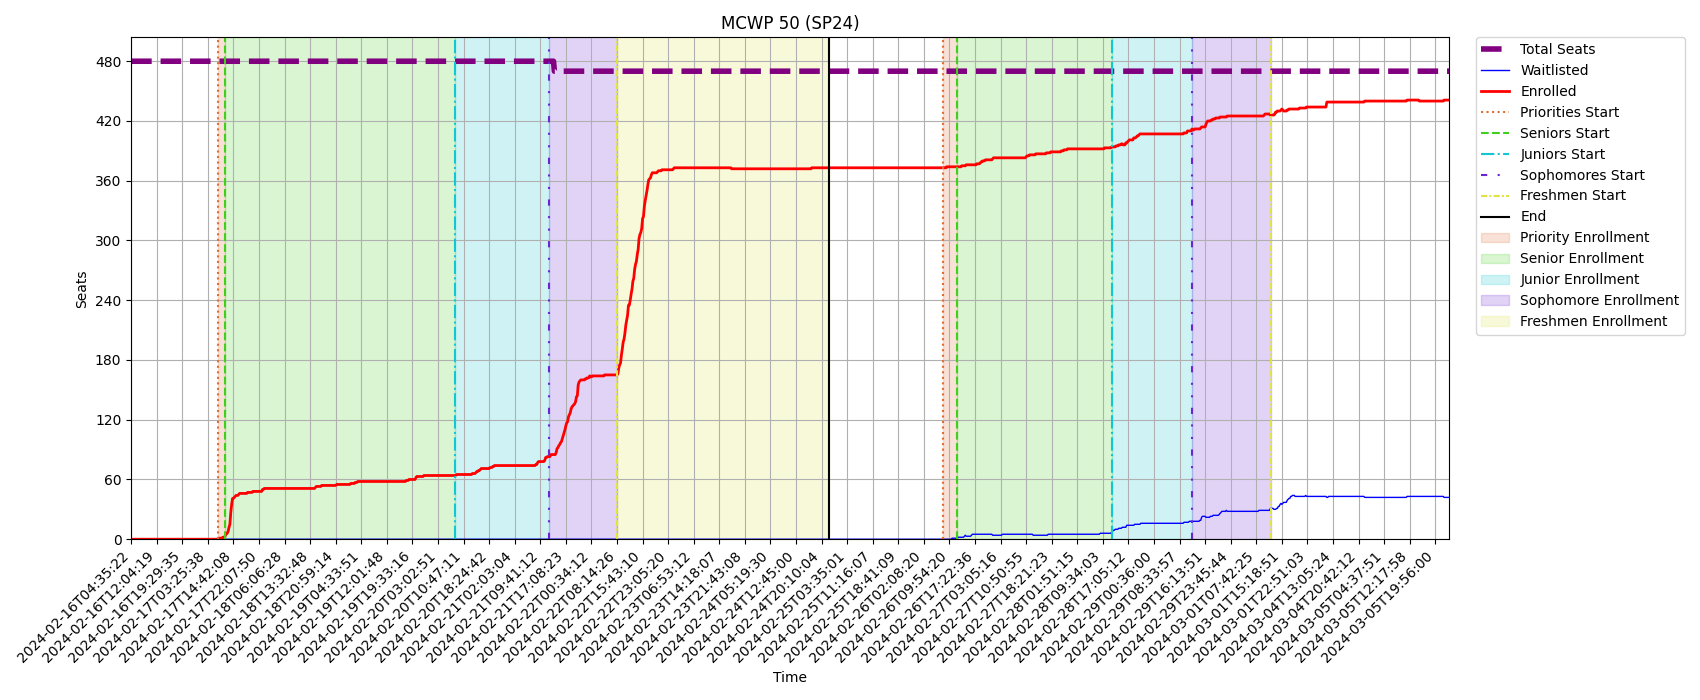 MCWP 50 (SP24)
Seats
480
420
360
300
240
180
120
60
0
2024-02-16T04:35:22
2024-02-16T12:04:19
2024-02-16T19:29:35
2024-02-17T03:25:38
2024-02-17T14:42:05
2024-02-17T22:07:50
2024-02-18T06:06:28
2024-02-18T13:32:48
2024-02-18T20:59:14
2024-02-19T04:33:51
2024-02-19T12:01:48
2024-02-19T19:33:16
2024-02-20T03:02:51
2024-02-20T10:47:11
2024-02-20T18:24:42
2024-02-21T02:03:04
2024-02-21T09:41:12
2024-02-21T17:08:23
2024-02-22T00:34:12
2024-02-22T08:14:26
2024-02-22T15:43:10
2024-02-22T23:05:20
2024-02-23T06:53:12
2024-02-23T14:18:07
2024-02-23T21:43:08
2024-02-24T05:19:30
2024-02-24T12:45:00
2024-02-24T20:10:04
2024-02-25T03:35:01
2024-02-25T11:16:07
2024-02-25T18:41:09
2024-02-26T02:08:20
2024-02-26T09:54:20
2024-02-26T17:22:36
2024-02-27T03:05:16
2024-02-27T10:50:55
2024-02-27T18:21:23
2024-02-28T01:51:15
2024-02-28T09:34:03
2024-02-28T17:05:12
2024-02-29T00:36:00
2024-02-29T08:33:57
2024-02-29T16:13:51
2024-02-29T23:45:44
2024-03-01T07:42:25
2024-03-01T15:18:51
2024-03-01T22:51:03
2024-03-04T13:05:24
2024-03-04T20:42:12
2024-03-05T04:37:51
2024-03-05T12:17:58
2024-03-05T19:56:00
Time
Total Seats
Waitlisted
Enrolled
Priorities Start
Seniors Start
Juniors Start
Sophomores Start
Freshmen Start
End
Priority Enrollment
Senior Enrollment
Junior Enrollment
Sophomore Enrollment
Freshmen Enrollment